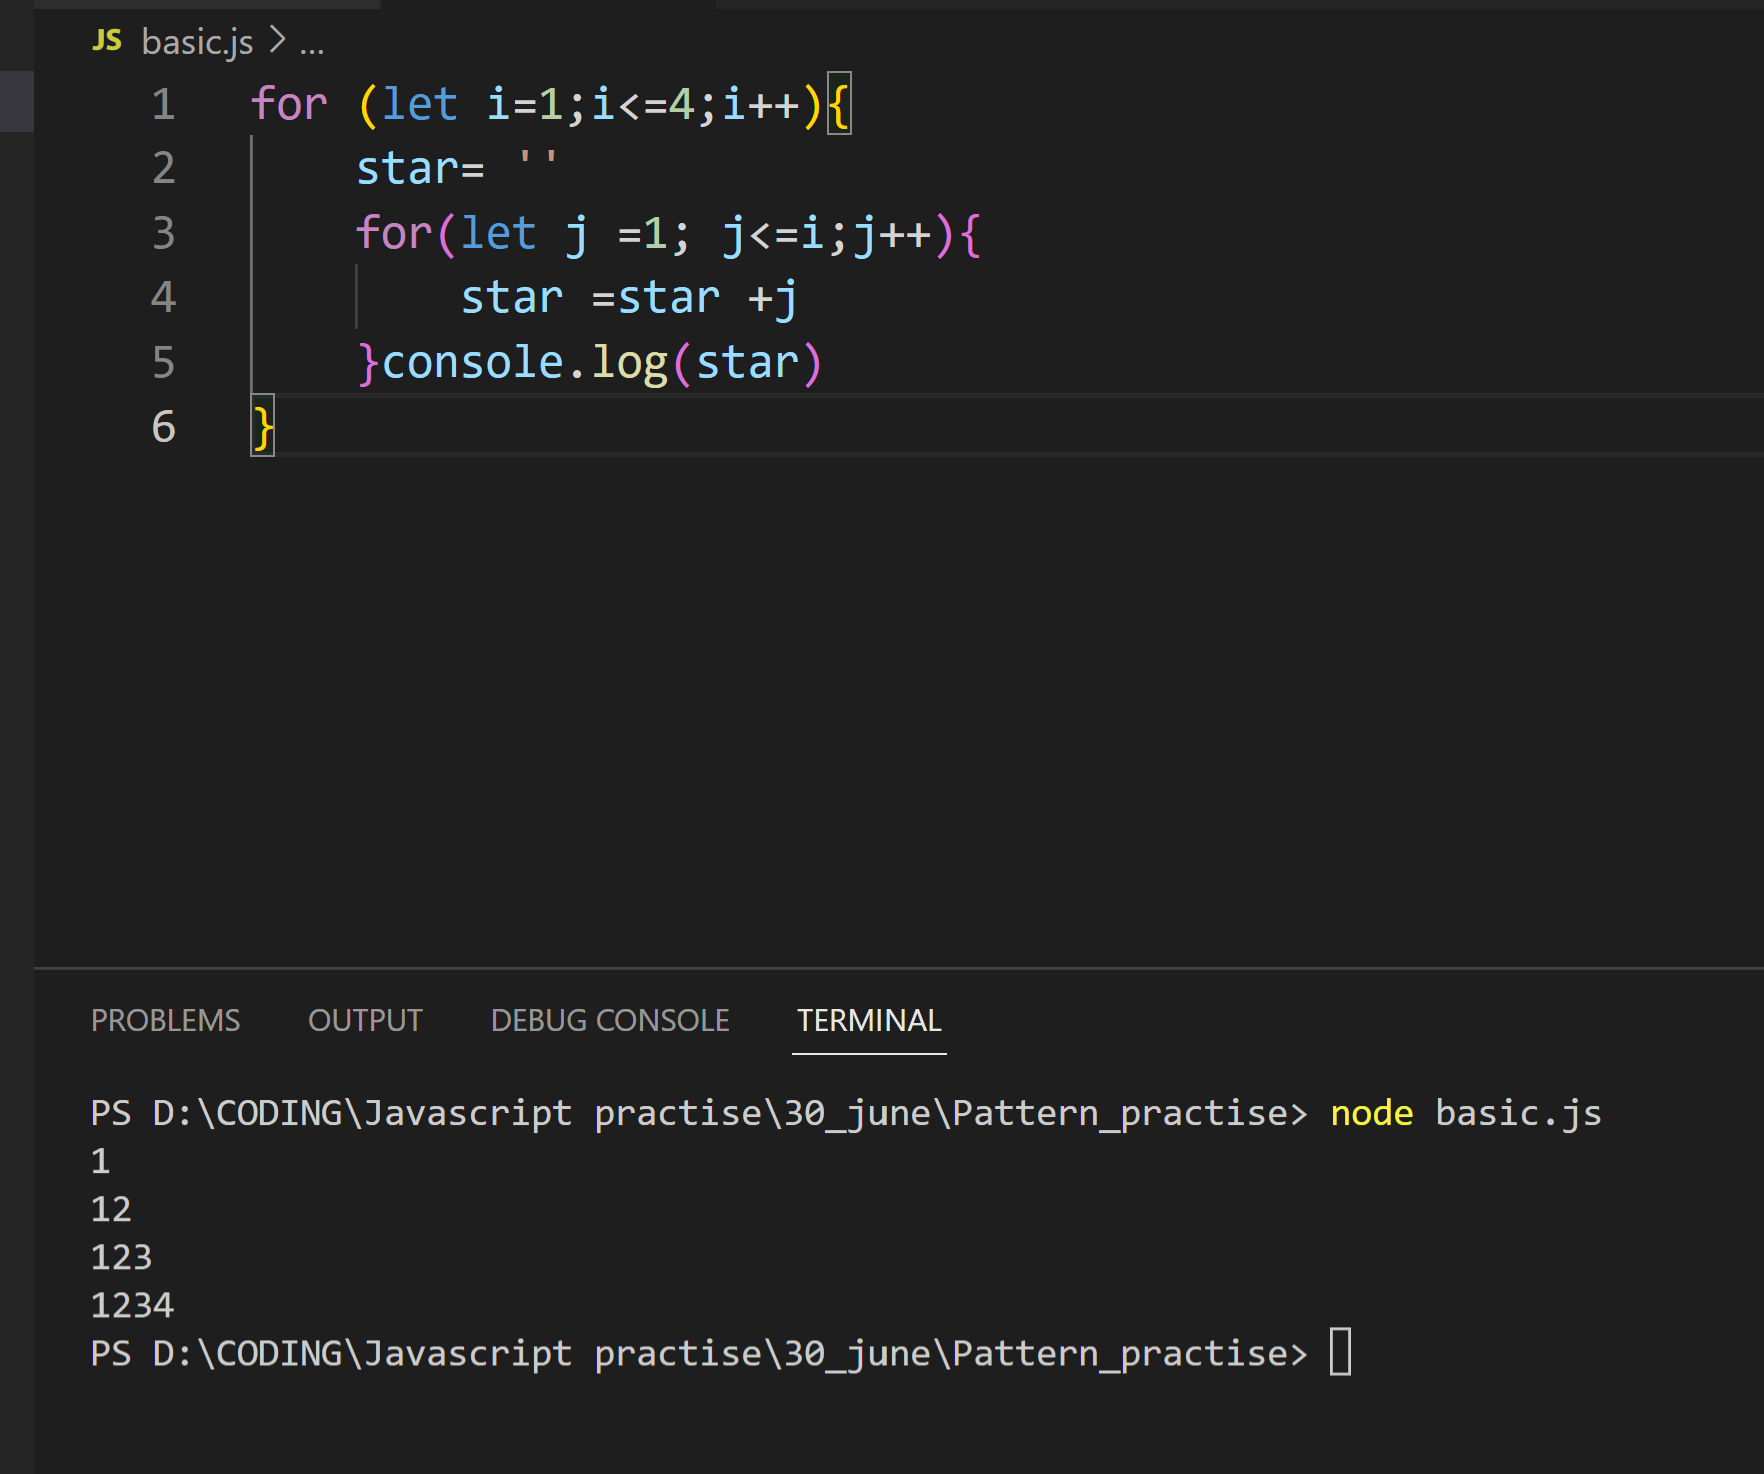 JS basic.js > ...
1 for (let i=1;i<=4;i++){
2     star= ''
3     for(let j =1; j<=i;j++){
4         star =star +j
5     }console.log(star)
6 }
PROBLEMS OUTPUT DEBUG CONSOLE TERMINAL
PS D:\CODING\Javascript practise\30_june\Pattern_practise> node basic.js
1
12
123
1234
PS D:\CODING\Javascript practise\30_june\Pattern_practise>